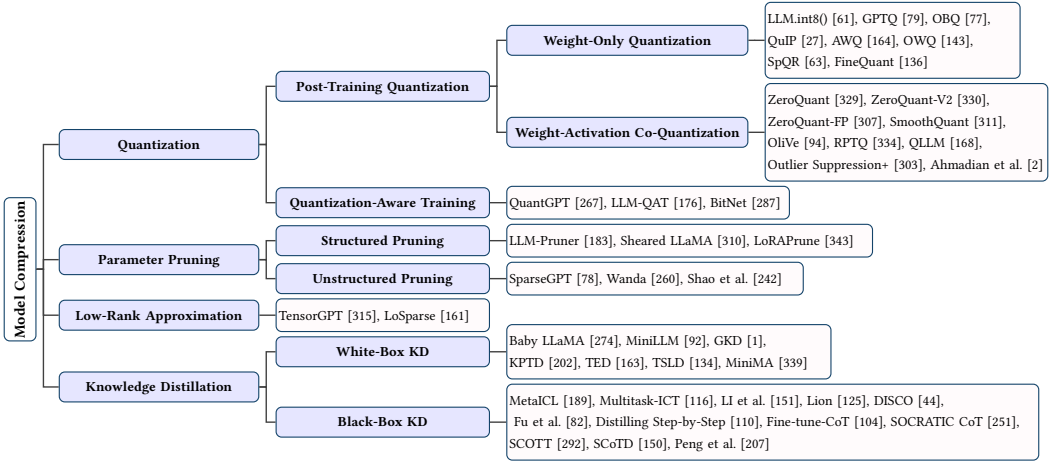 Model Compression
Quantization
Post-Training Quantization
Weight-Only Quantization
LLM.int8() [61], GPTQ [79], OBQ [77],
QuIP [27], AWQ [164], OWQ [143],
SpQR [63], FineQuant [136]
Weight-Activation Co-Quantization
ZeroQuant [329], ZeroQuant-V2 [330],
ZeroQuant-FP [307], SmoothQuant [311],
OliVe [94], RPTQ [334], QLLM [168],
Outlier Suppression+ [303], Ahmadian et al. [2]
Quantization-Aware Training
QuantGPT [267], LLM-QAT [176], BitNet [287]
Parameter Pruning
Structured Pruning
LLM-Pruner [183], Sheared LLaMA [310], LoRAPrune [343]
Unstructured Pruning
SparseGPT [78], Wanda [260], Shao et al. [242]
Low-Rank Approximation
TensorGPT [315], LoSparse [161]
Knowledge Distillation
White-Box KD
Baby LLaMA [274], MiniLLM [92], GKD [1],
KPTD [202], TED [163], TSLD [134], MiniMA [339]
Black-Box KD
MetaICL [189], Multitask-ICT [116], LI et al. [151], Lion [125], DISCO [44],
Fu et al. [82], Distilling Step-by-Step [110], Fine-tune-CoT [104], SOCRATIC CoT [251],
SCOTT [292], SCoTD [150], Peng et al. [207]